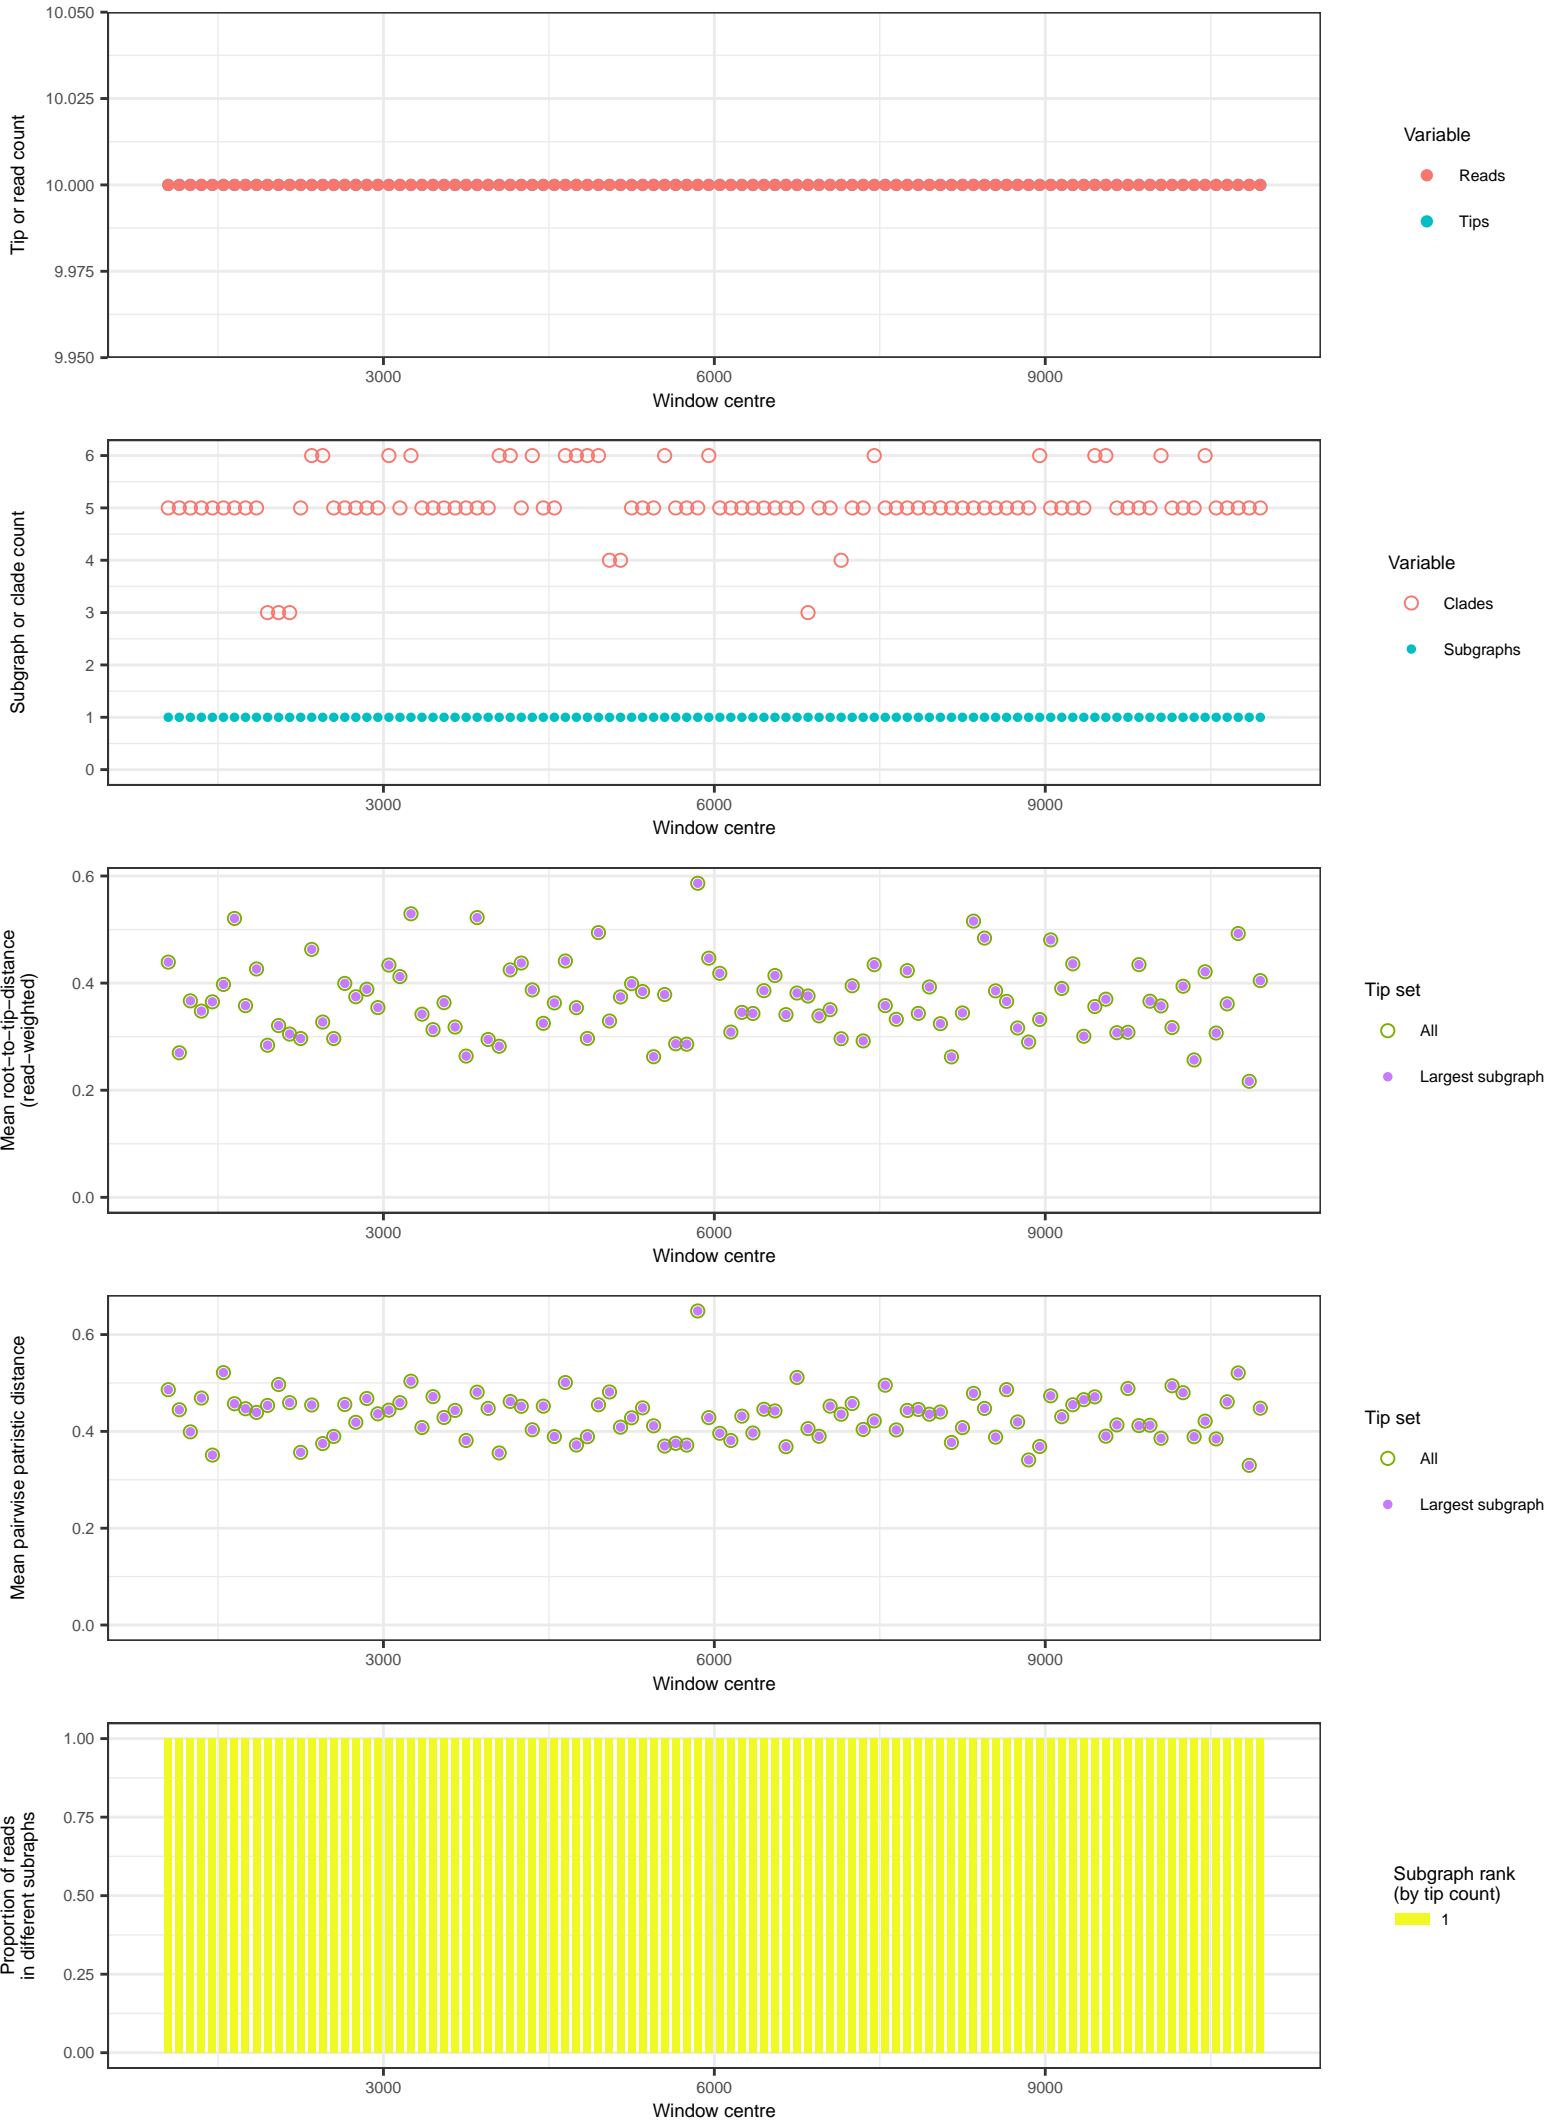 10.050
10.025
10.000
9.975
9.950
Tip or read count
3000 6000 9000
Window centre
Variable
Reads
Tips
6
5
4
3
2
1
0
Subgraph or clade count
3000 6000 9000
Window centre
Variable
Clades
Subgraphs
0.6
0.4
0.2
0.0
Mean root−to−tip−distance
(read−weighted)
3000 6000 9000
Window centre
Tip set
All
Largest subgraph
0.6
0.4
0.2
0.0
Mean pairwise patristic distance
3000 6000 9000
Window centre
Tip set
All
Largest subgraph
1.00
0.75
0.50
0.25
0.00
Proportion of reads
in different subraphs
3000 6000 9000
Window centre
Subgraph rank
(by tip count)
1